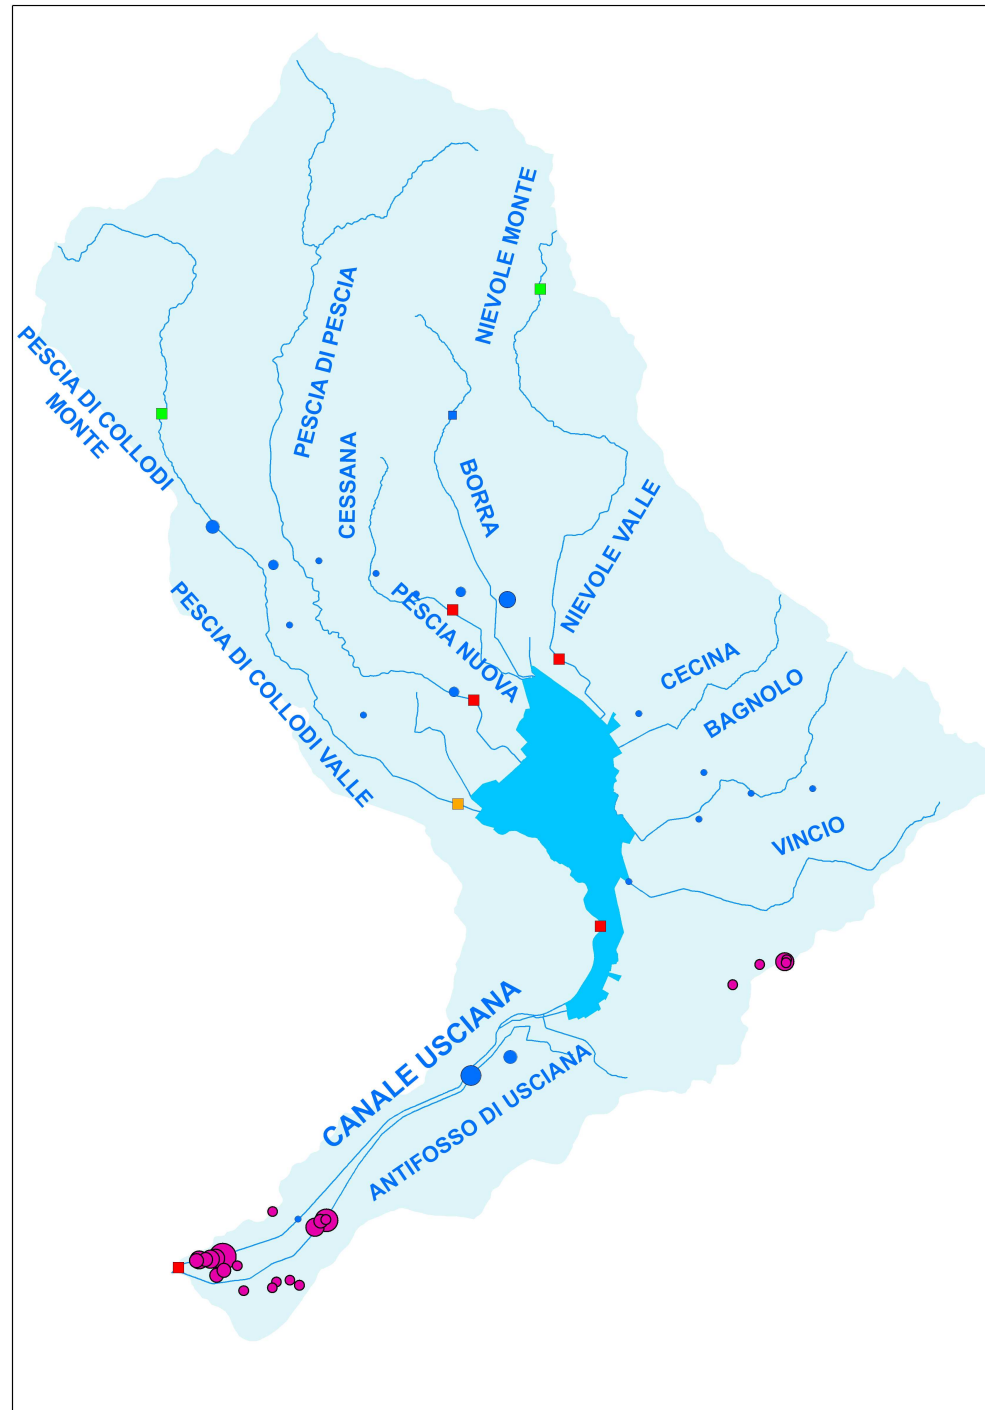 NIEVOLE MONTE
PESCIA DI PESCIA
PESCIA DI COLLODI
MONTE
CESSANA
BORRA
NIEVOLE VALLE
PESCIA NUOVA
PESCIA DI COLLODI VALLE
CECINA
BAGNOLO
VINCIO
CANALE USCIANA
ANTIFOSSO DI USCIANA